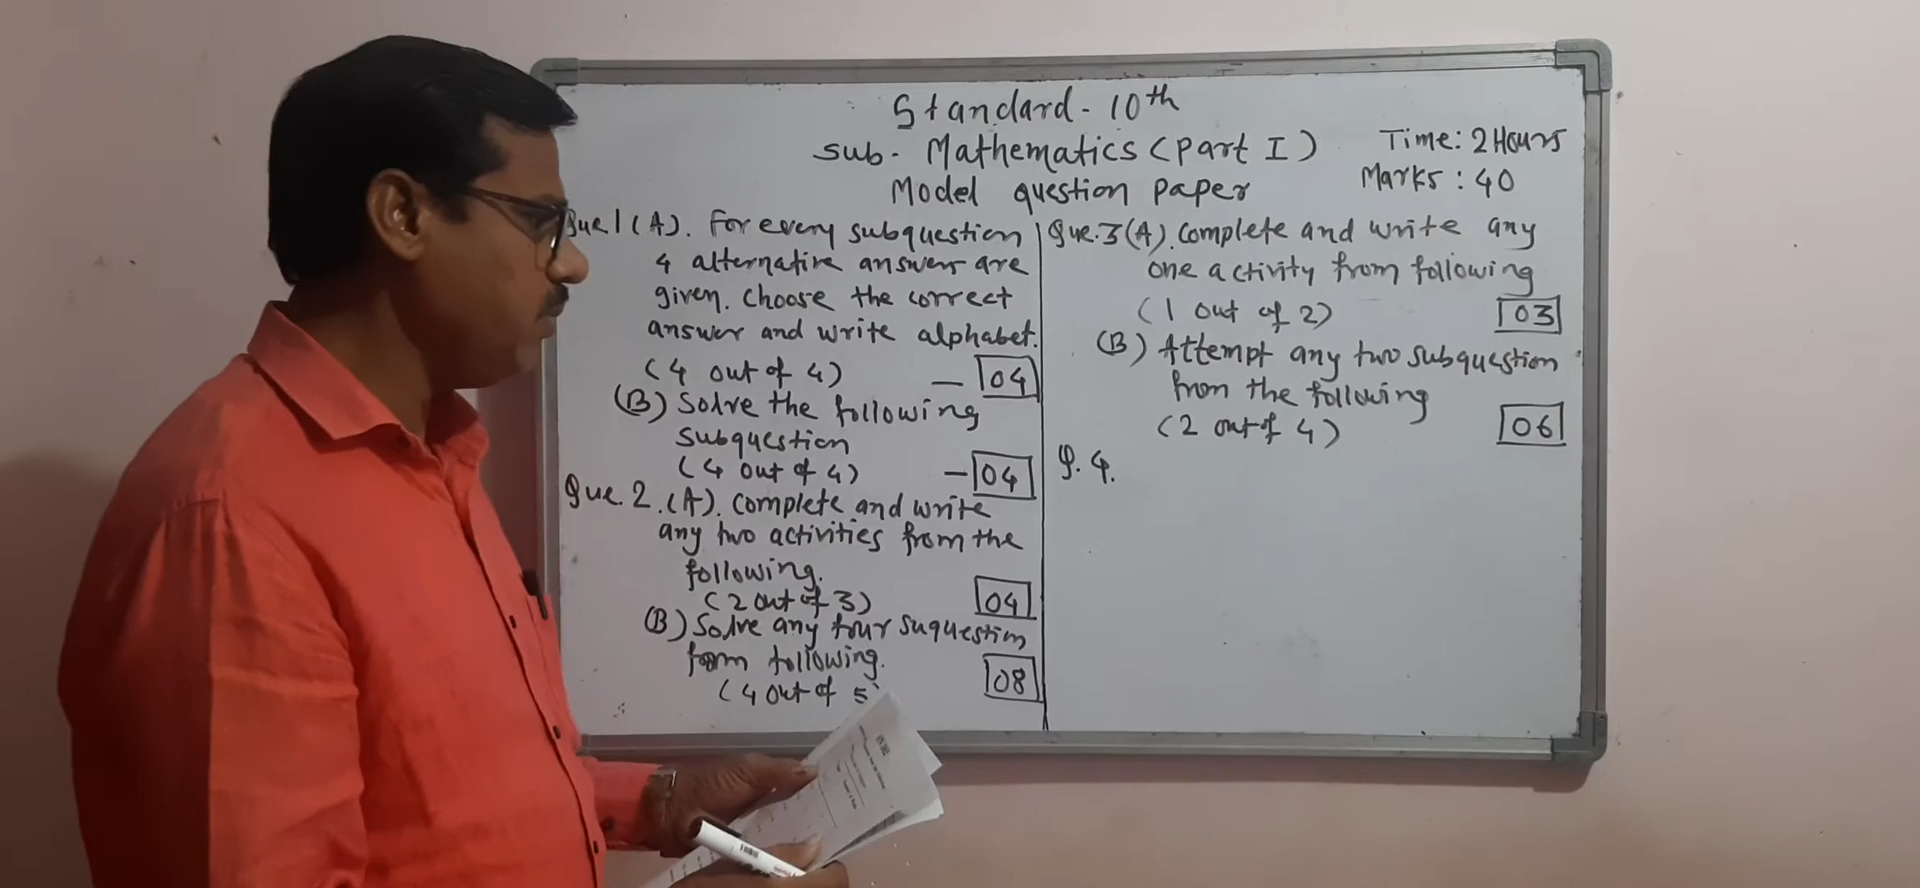 Standard - 10th
Sub - Mathematics (Part I)
Model question paper
Time: 2 Hours
Marks: 40
Que 1 (A). For every subquestion
4 alternative answers are
given. Choose the correct
answer and write alphabet.
(4 out of 4) - 04
(B) Solve the following
subquestion
(4 out of 4) - 04
Que. 2. (A). Complete and write
any two activities from the
following.
(2 out of 3) 04
(B) Solve any four suquestion
from following.
(4 out of 5) 08
Que. 3 (A). Complete and write any
one activity from following
(1 out of 2) 03
(B) Attempt any two subquestion
from the following
(2 out of 4) 06
Q. 4.